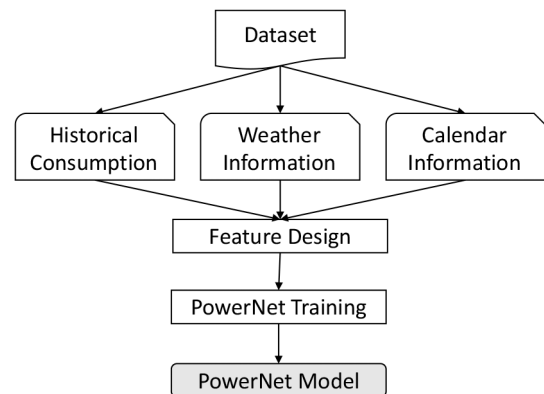 Dataset
Historical
Consumption
Weather
Information
Calendar
Information
Feature Design
PowerNet Training
PowerNet Model